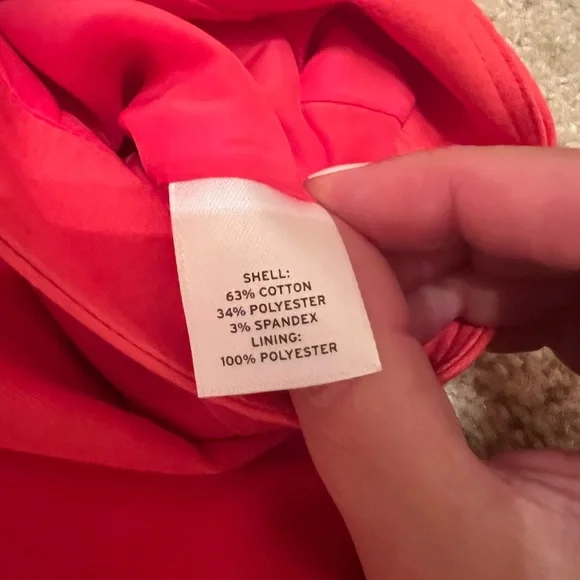 SHELL:
63% COTTON
34% POLYESTER
3% SPANDEX
LINING:
100% POLYESTER